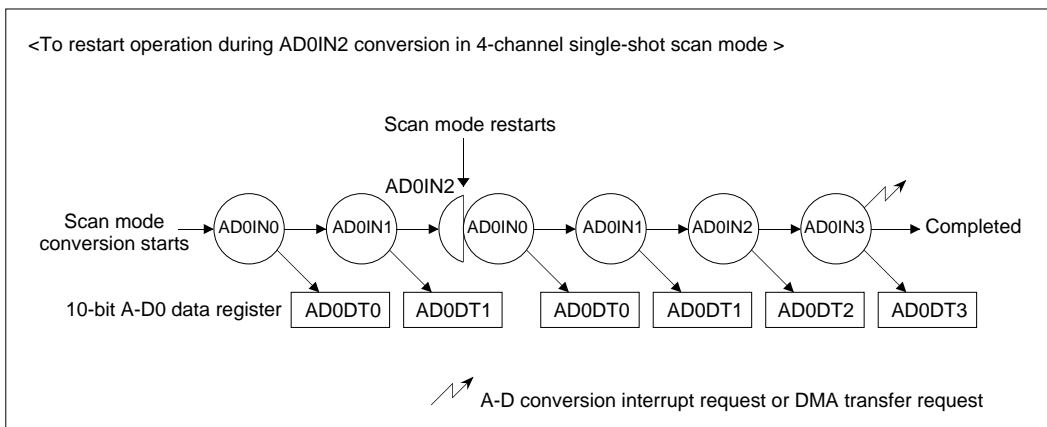 <To restart operation during AD0IN2 conversion in 4-channel single-shot scan mode >
Scan mode restarts
AD0IN2
Scan mode
conversion starts
AD0IN0
AD0IN1
AD0IN0
AD0IN1
AD0IN2
AD0IN3
Completed
10-bit A-D0 data register
AD0DT0
AD0DT1
AD0DT0
AD0DT1
AD0DT2
AD0DT3
A-D conversion interrupt request or DMA transfer request